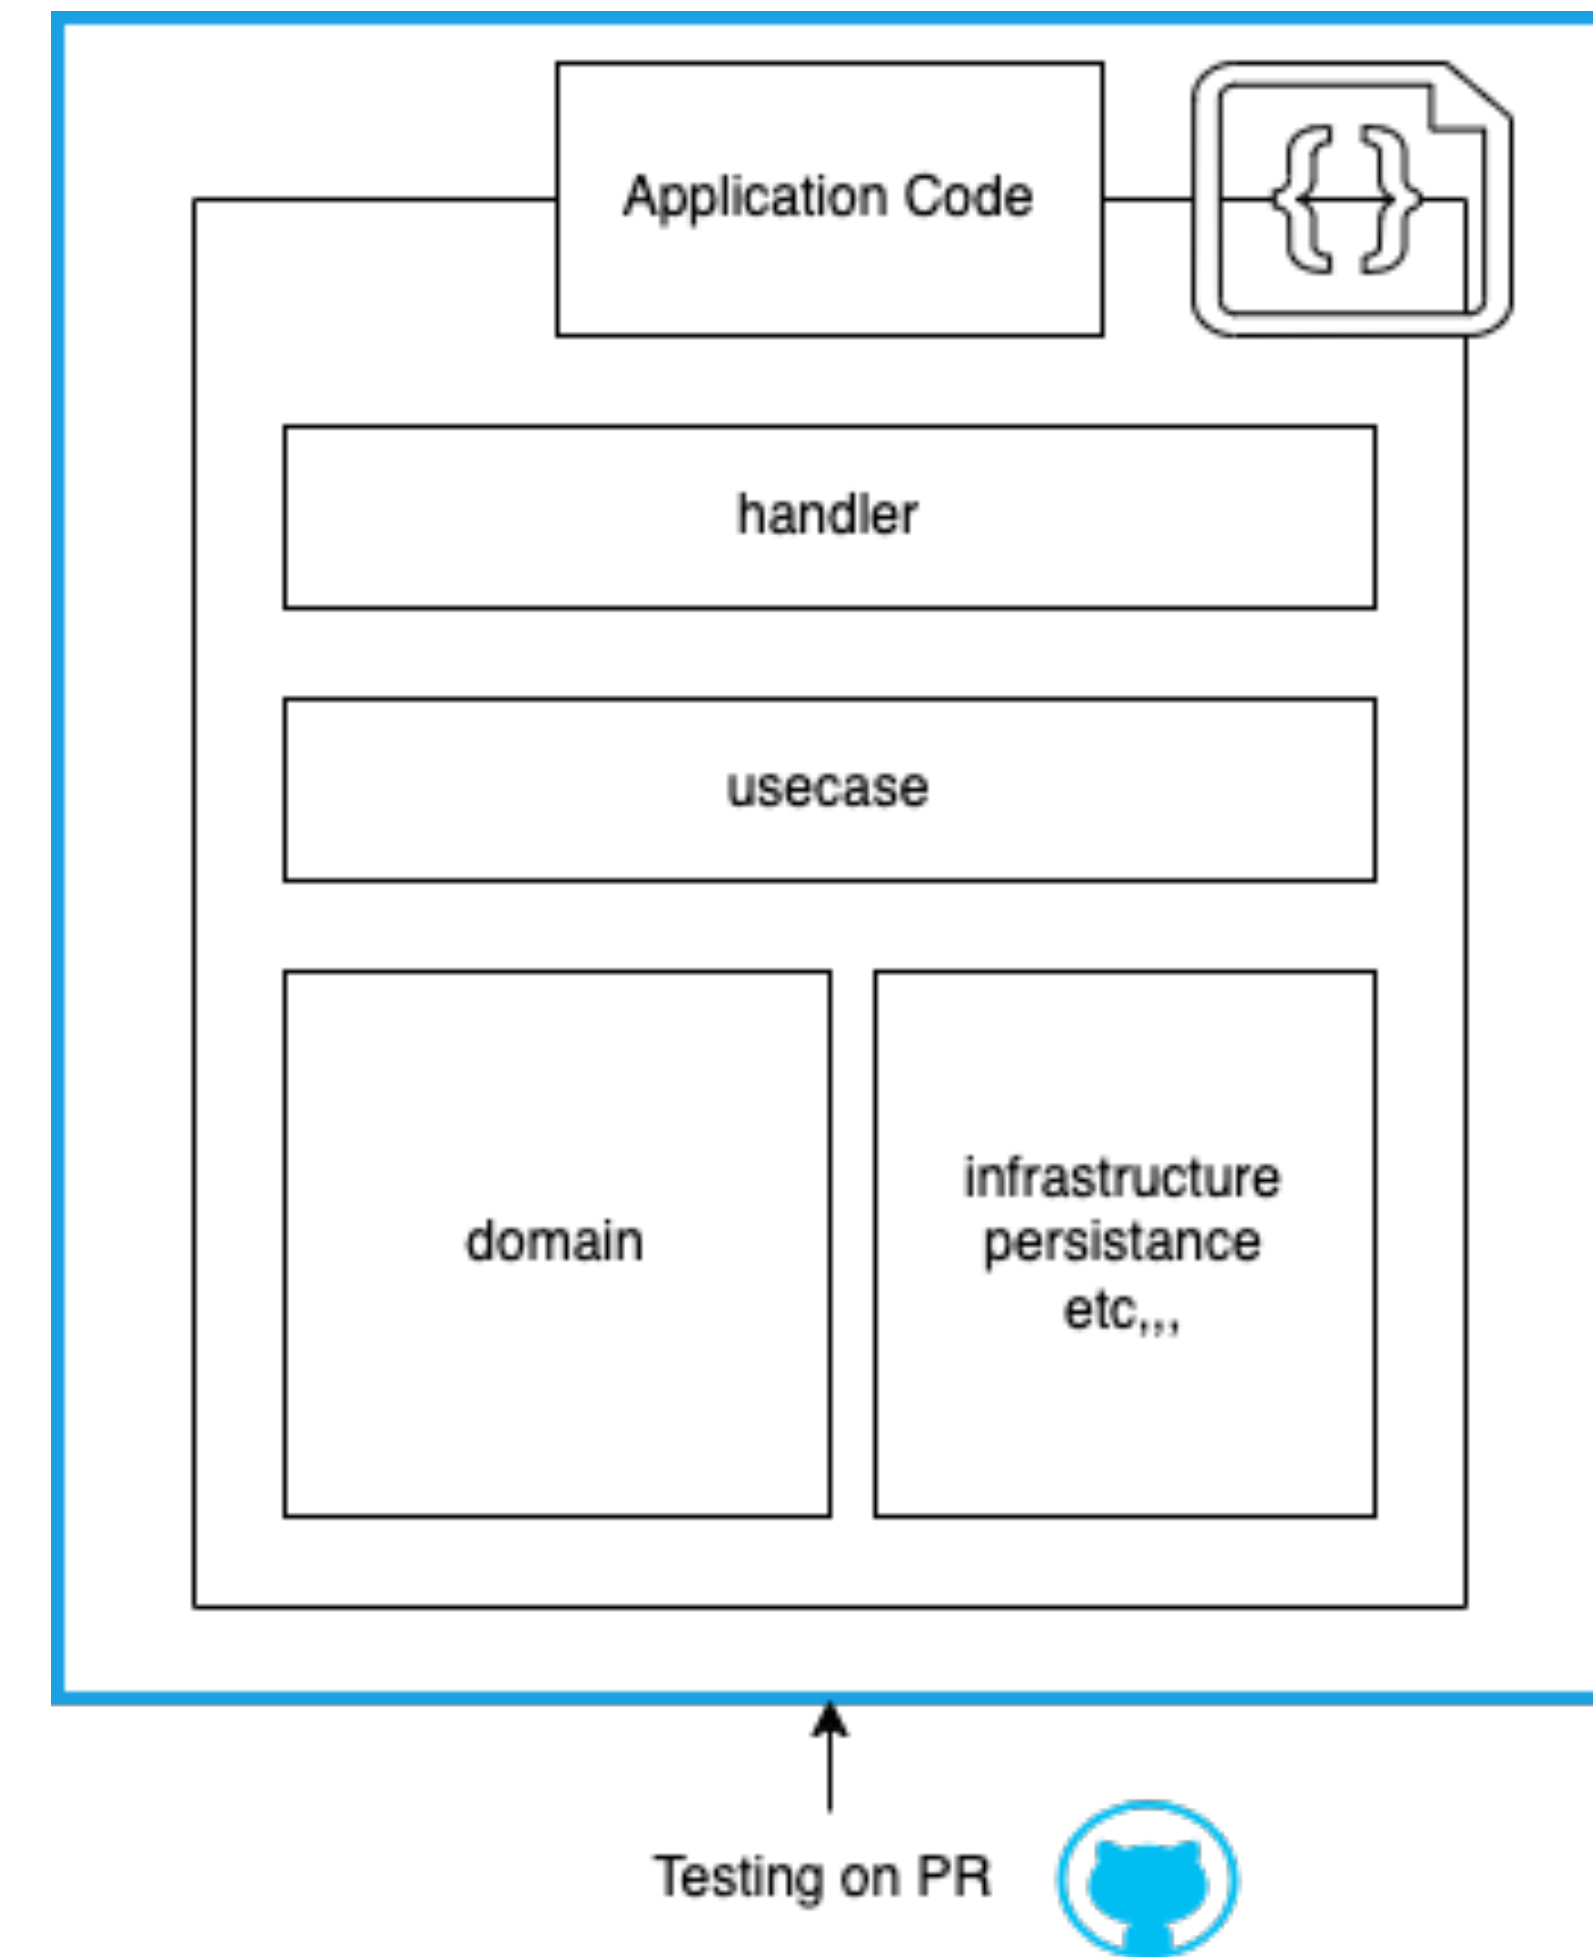 Application Code
{ }
handler
usecase
domain
infrastructure
persistance
etc,,,
Testing on PR